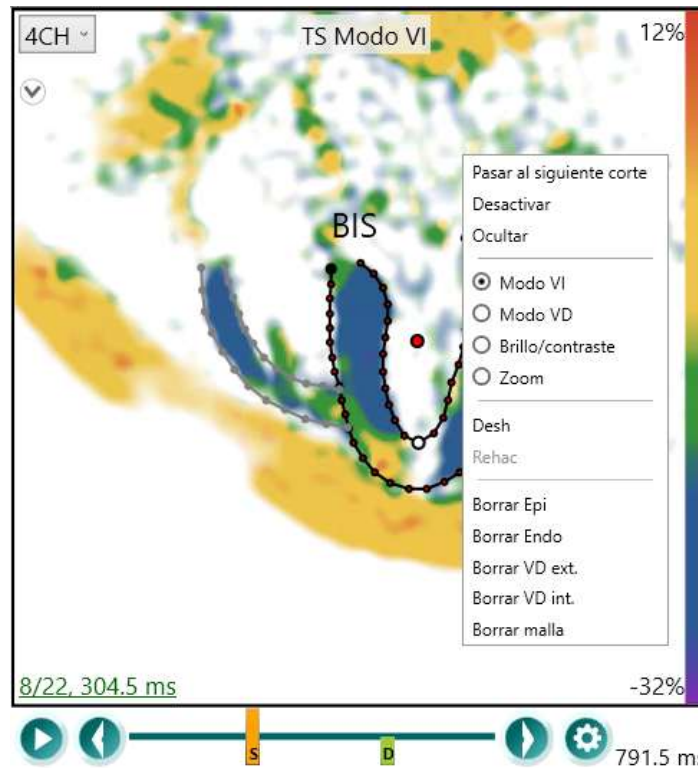 4CH
TS Modo VI
12%
BIS
Pasar al siguiente corte
Desactivar
Ocultar
Modo VI
Modo VD
Brillo/contraste
Zoom
Desh
Rehac
Borrar Epi
Borrar Endo
Borrar VD ext.
Borrar VD int.
Borrar malla
8/22, 304.5 ms
-32%
S
D